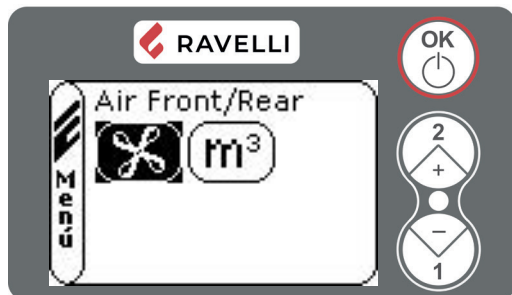 RAVELLI
OK
Air Front/Rear
m³
Menú
2
+
−
1